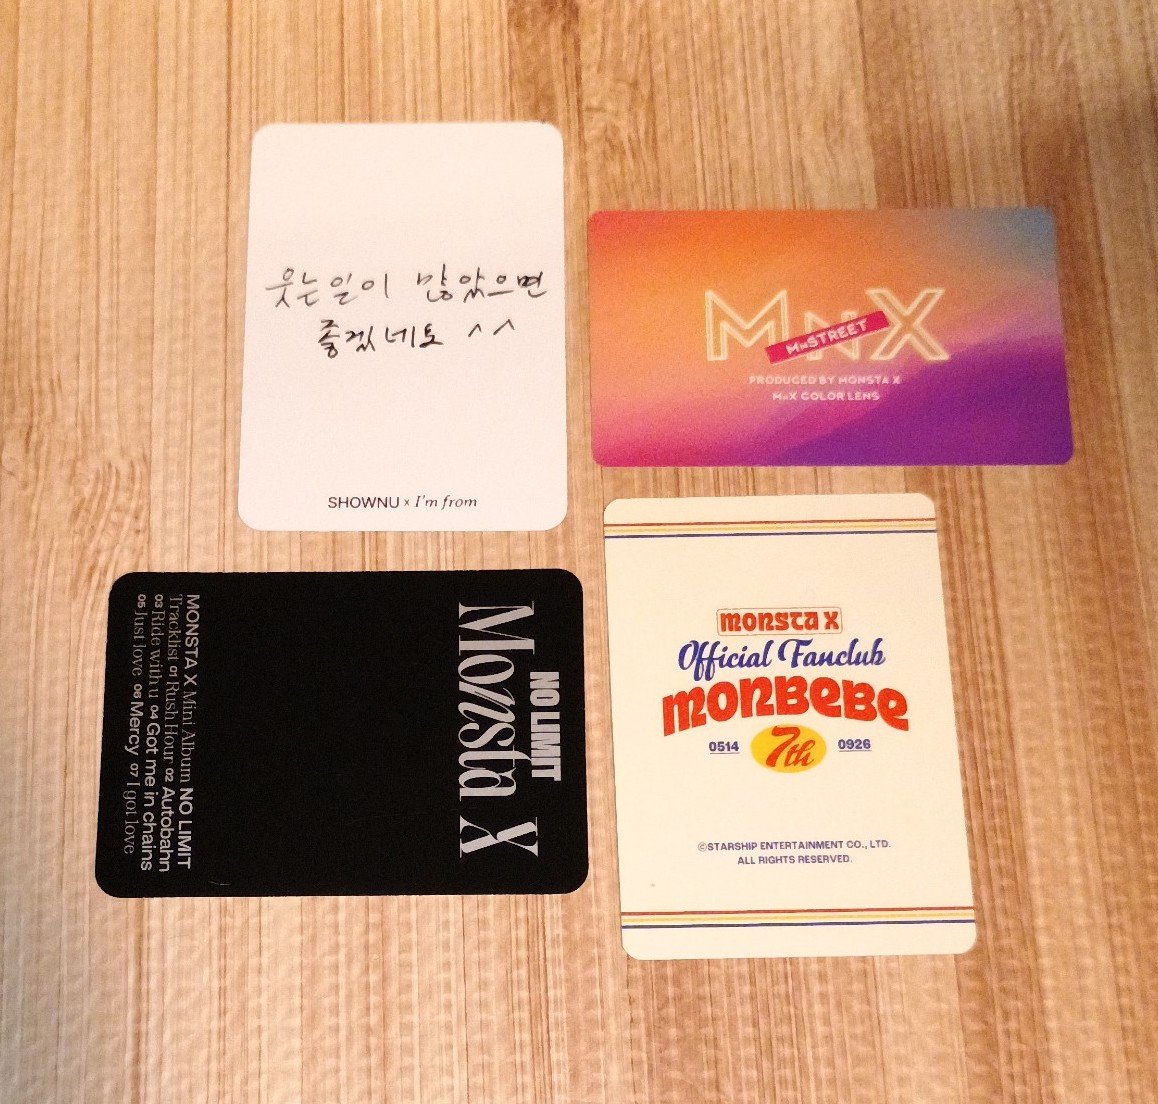 웃는일이 많았으면
좋겠네요 ^^
SHOWNU x I'm from
MNX
MNSTREET
PRODUCED BY MONSTA X
MNX COLOR LENS
MONSTA X Mini Album NO LIMIT
Tracklist 01 Rush Hour 02 Autobahn
03 Ride with u 04 Got me in chains
05 Just love 06 Mercy 07 I got love
NO LIMIT
Monsta X
MONSTA X
Official Fanclub
MONBEBE
0514 7th 0926
©STARSHIP ENTERTAINMENT CO., LTD.
ALL RIGHTS RESERVED.